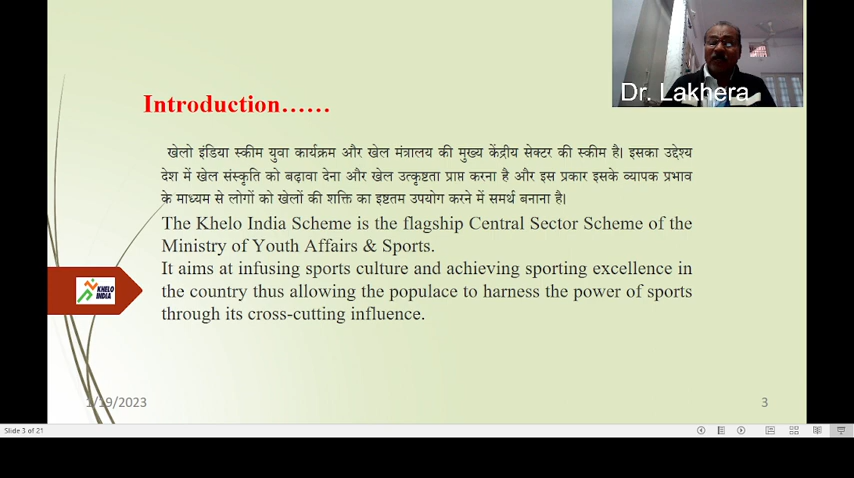 Dr. Lakhera
Introduction……
खेलो इंडिया स्कीम युवा कार्यक्रम और खेल मंत्रालय की मुख्य केंद्रीय सेक्टर की स्कीम है। इसका उद्देश्य
देश में खेल संस्कृति को बढ़ावा देना और खेल उत्कृष्टता प्राप्त करना है और इस प्रकार इसके व्यापक प्रभाव
के माध्यम से लोगों को खेलों की शक्ति का इष्टतम उपयोग करने में समर्थ बनाना है।
The Khelo India Scheme is the flagship Central Sector Scheme of the
Ministry of Youth Affairs & Sports.
It aims at infusing sports culture and achieving sporting excellence in
the country thus allowing the populace to harness the power of sports
through its cross-cutting influence.
KHELO
INDIA
1/19/2023
3
Slide 3 of 21